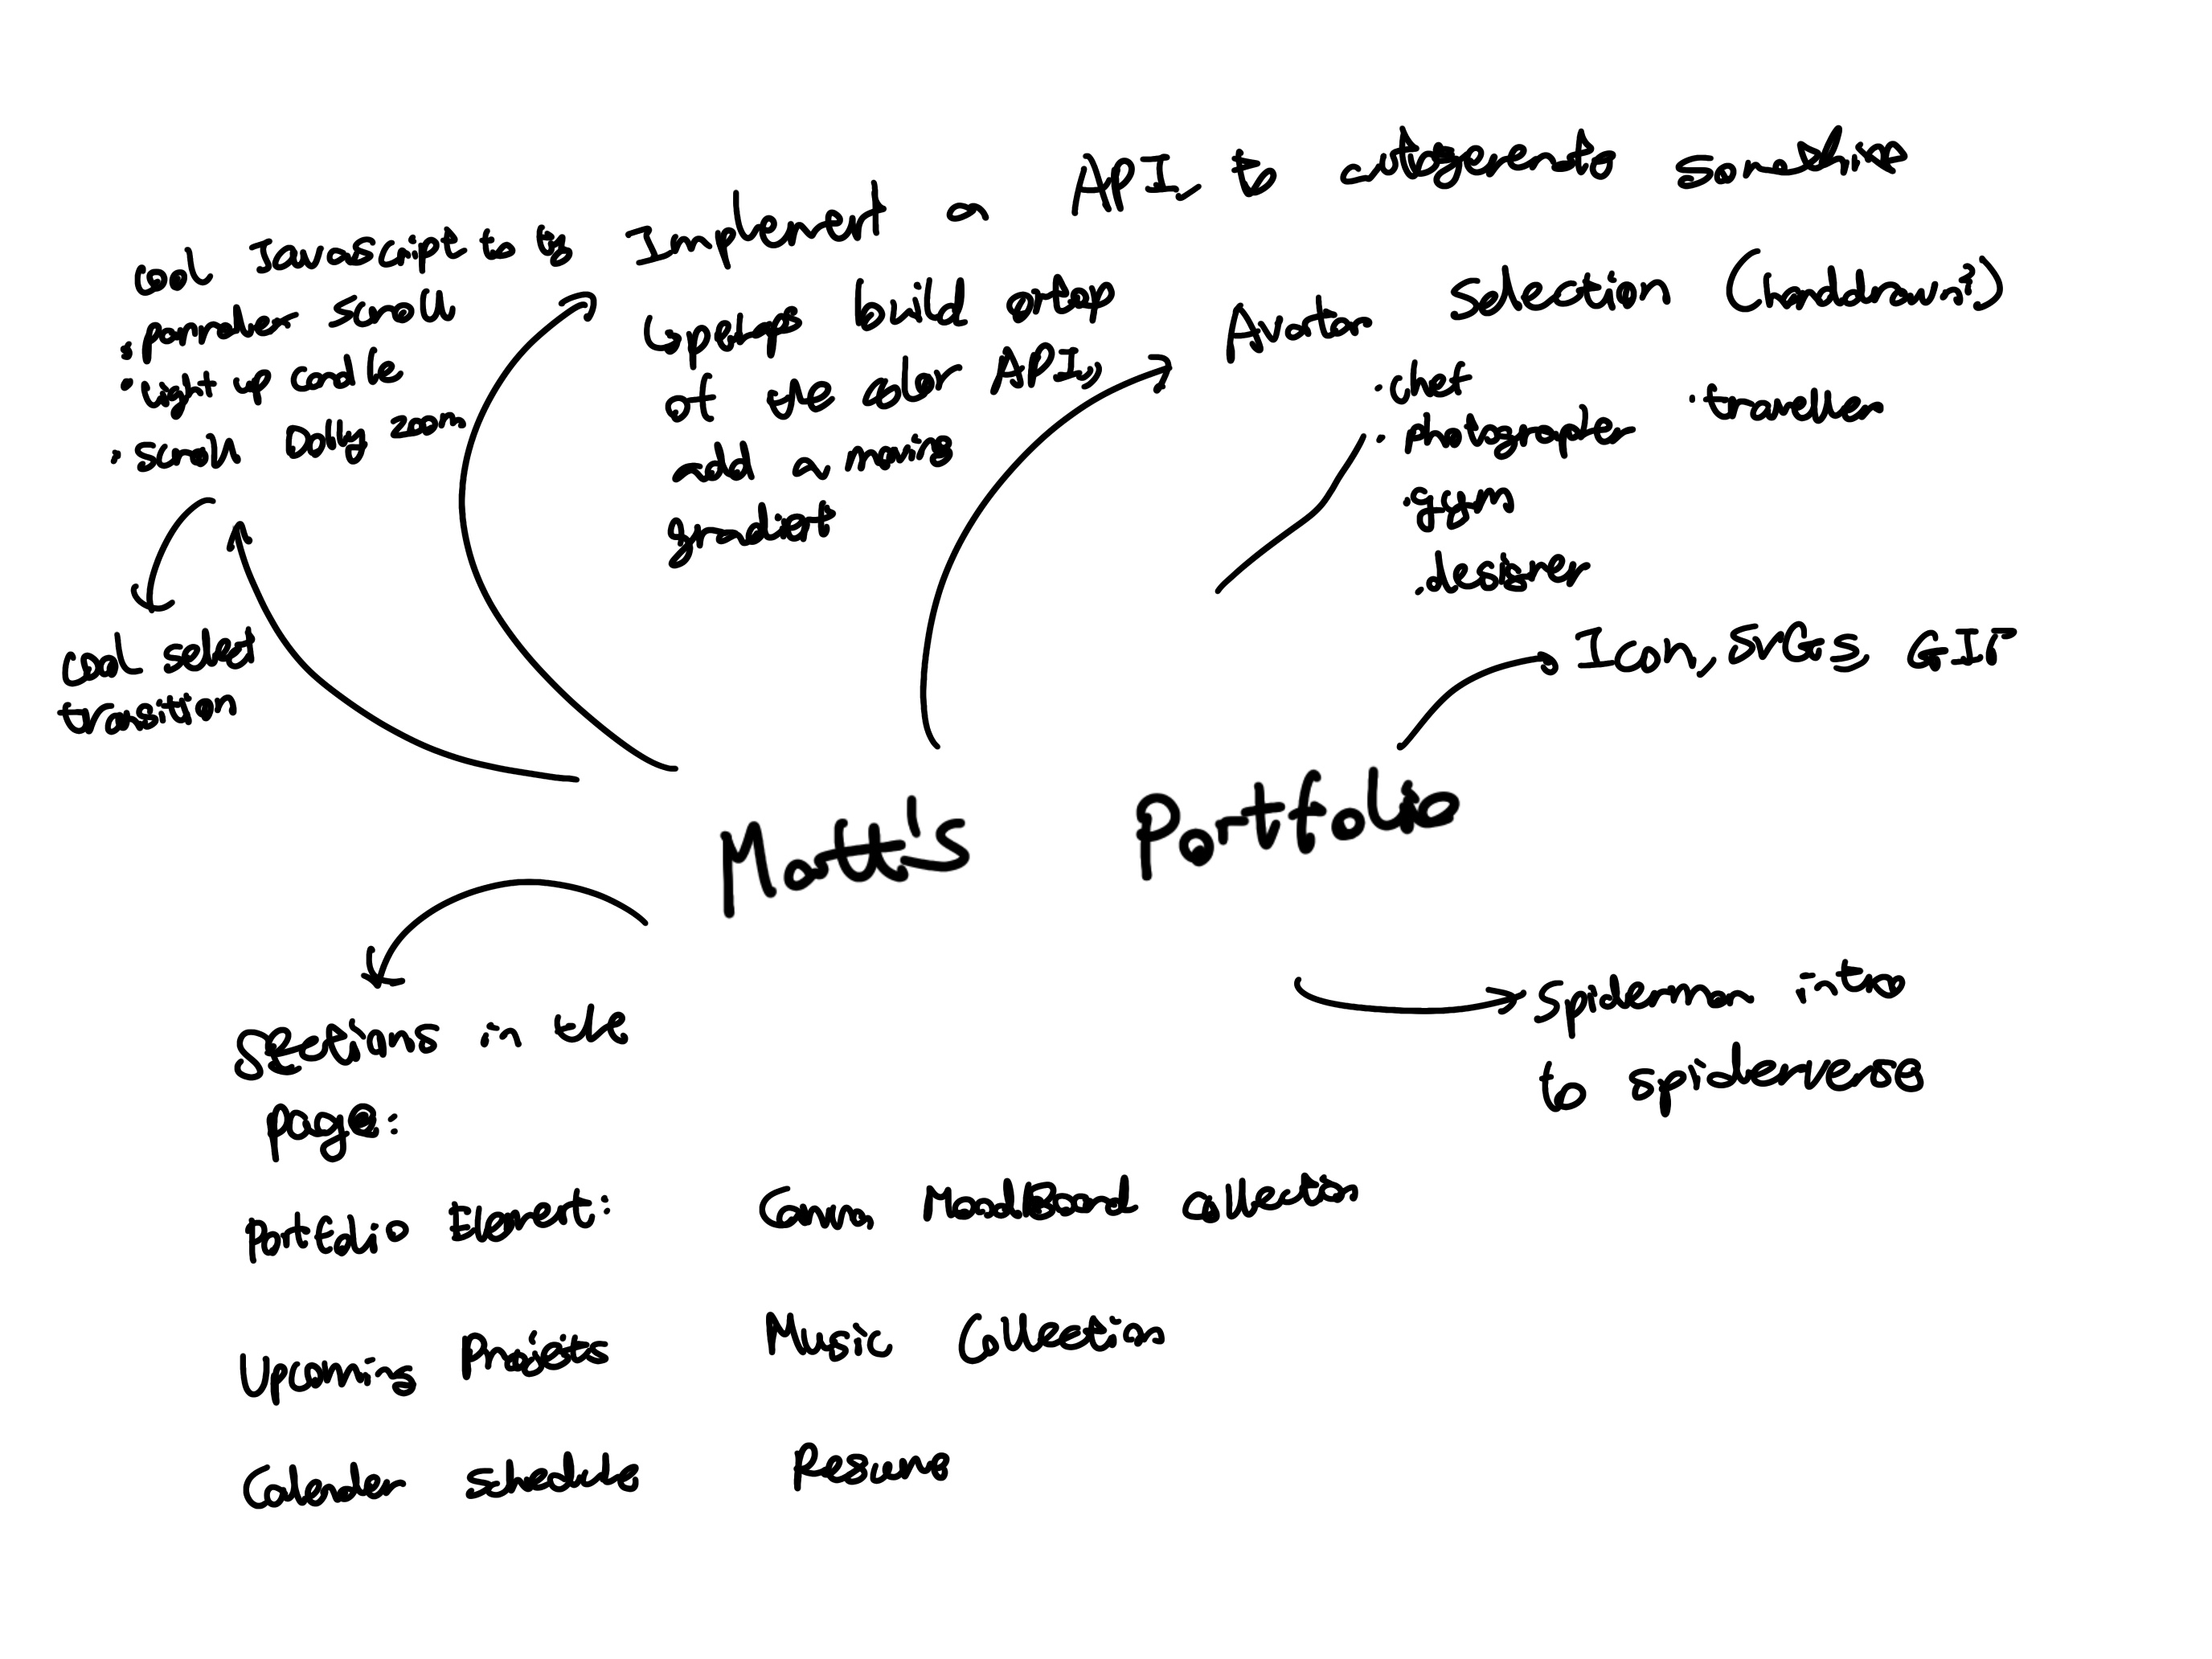 cool Javascript to try
• parralax scroll
• light up candle
• scroll Dolly zoom
cool select
transition
Implement an API, to autogenerate something
perhaps build ontop
of the color API,
add a moving
gradient
Avatar Selection (handdrawn?)
• chef
• photographer
• traveller
• gym
• designer
Icon, SVGs, GIF
Matt's Portfolio
Spiderman into
to spiderverse
Sections in the
page:
Portfolio Element:
Canva MoodBoard collection
Upcoming Projects
Music Collection
Calender schedule
Resume